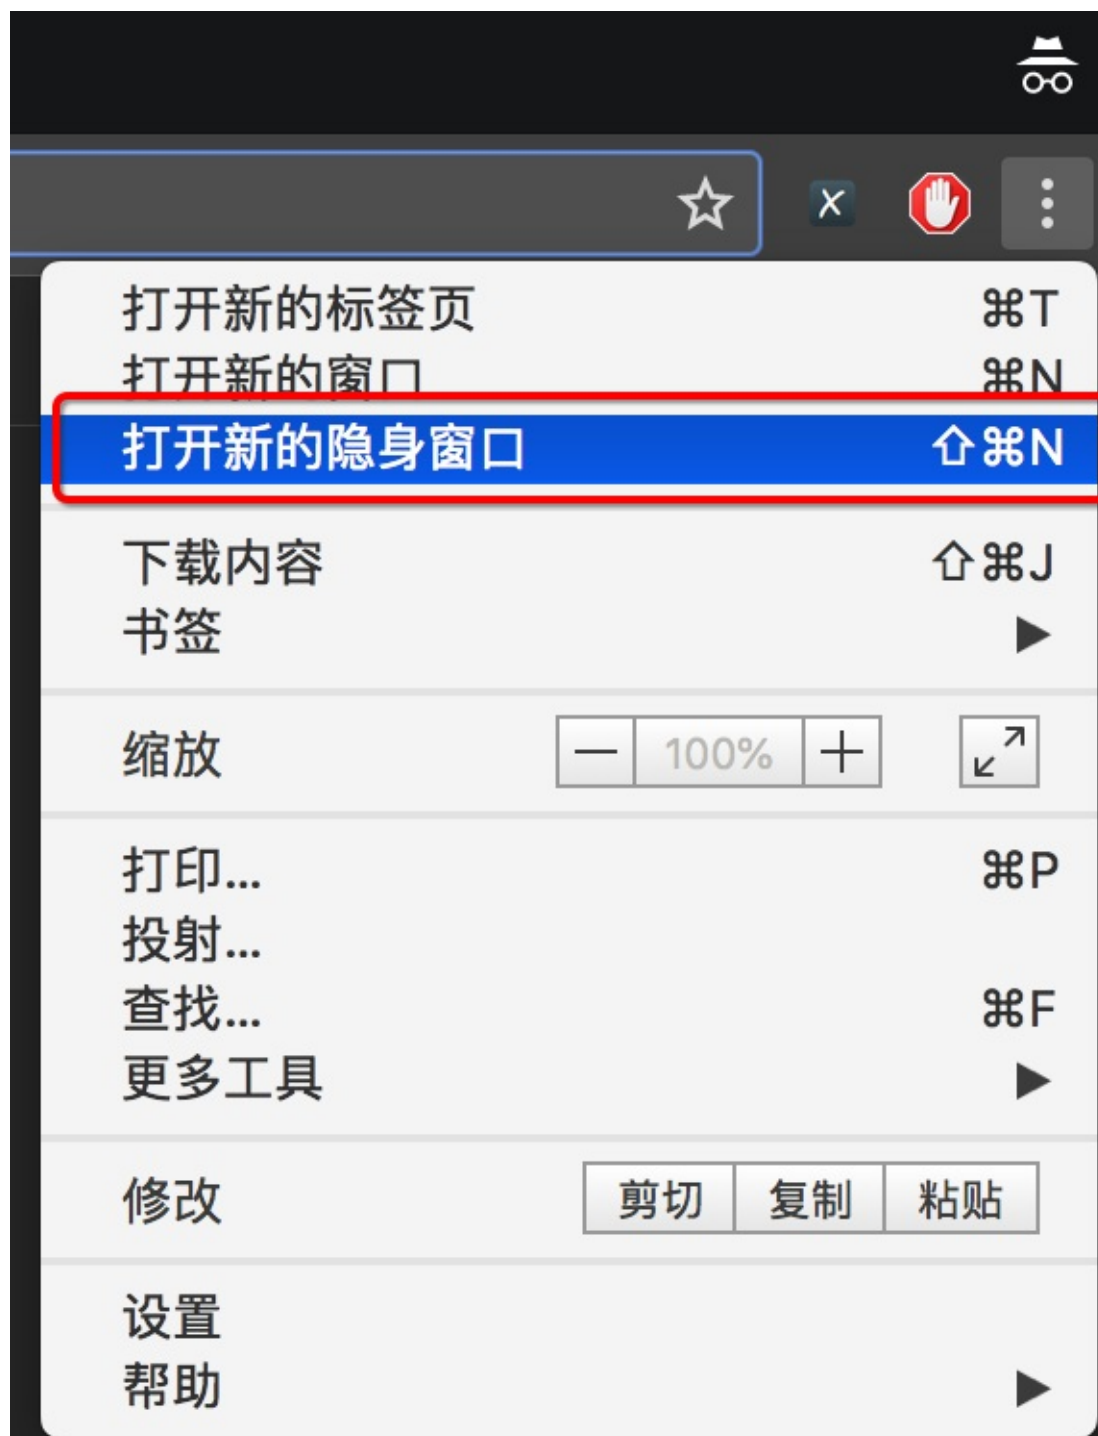 打开新的标签页 ⌘T
打开新的窗口 ⌘N
打开新的隐身窗口 ⇧⌘N
下载内容 ⇧⌘J
书签 ▶
缩放 — 100% +
打印... ⌘P
投射...
查找... ⌘F
更多工具 ▶
修改 剪切 复制 粘贴
设置
帮助 ▶